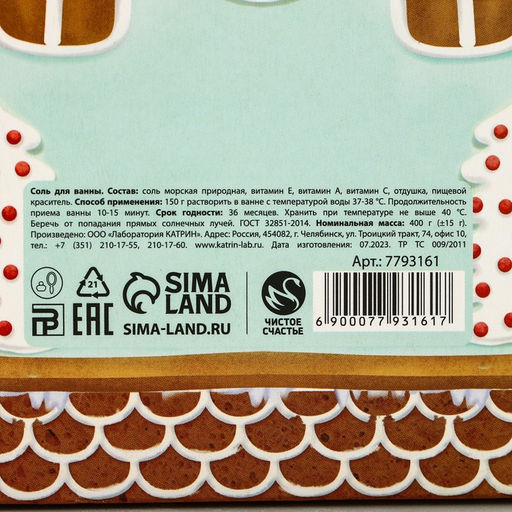 Соль для ванны. Состав: соль морская природная, витамин Е, витамин А, витамин С, отдушка, пищевой
краситель. Способ применения: 150 г растворить в ванне с температурой воды 37-38 °С. Продолжительность
приема ванны 10-15 минут. Срок годности: 36 месяцев. Хранить при температуре не выше 40 °С.
Беречь от попадания прямых солнечных лучей. ГОСТ 32851-2014. Номинальная масса: 400 г (±15 г).
Произведено: ООО «Лаборатория КАТРИН». Адрес: Россия, 454082, г. Челябинск, ул. Троицкий тракт, 74, офис 10,
тел.: +7 (351) 210-17-55, 210-17-60. www.katrin-lab.ru. Дата изготовления: 07.2023. ТР ТС 009/2011
Арт.: 7793161
21
SIMA
LAND
SIMA-LAND.RU
РСТ
EAC
ЧИСТОЕ
СЧАСТЬЕ
6 900077 931617